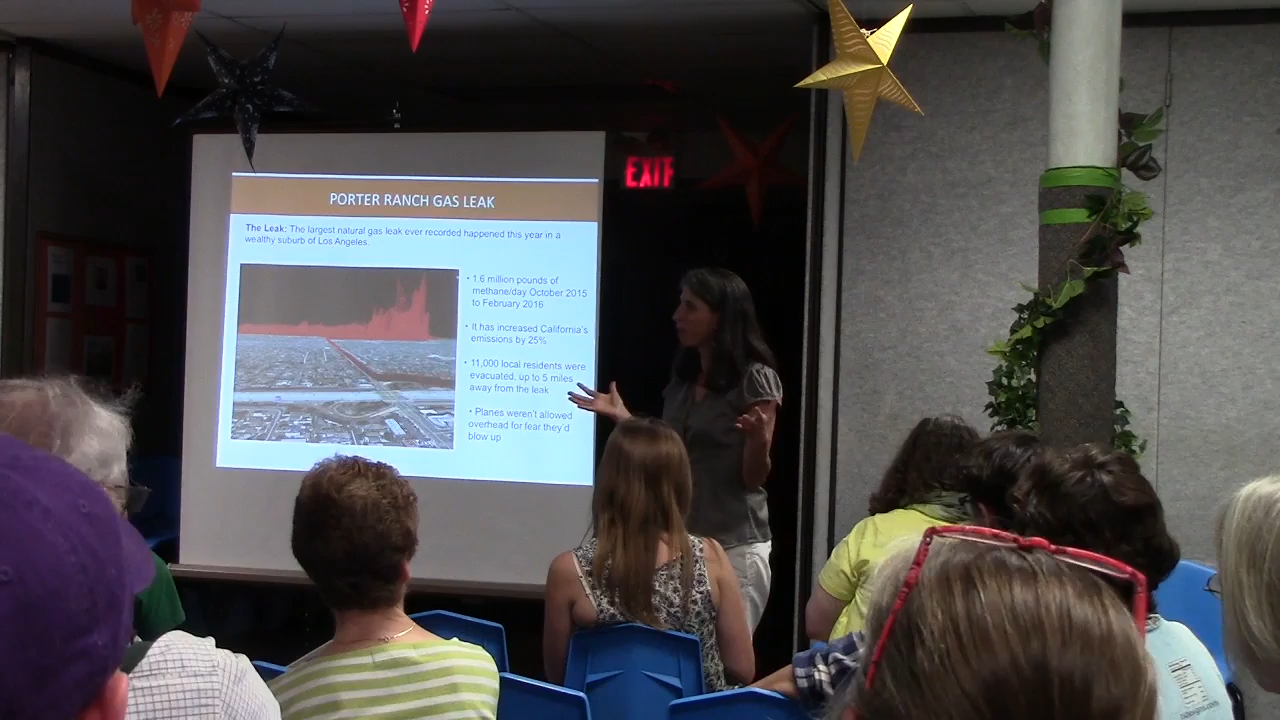 EXIT
PORTER RANCH GAS LEAK
The Leak: The largest natural gas leak ever recorded happened this year in a
wealthy suburb of Los Angeles.
• 1.6 million pounds of
methane/day October 2015
to February 2016
• It has increased California's
emissions by 25%
• 11,000 local residents were
evacuated, up to 5 miles
away from the leak
• Planes weren't allowed
overhead for fear they'd
blow up